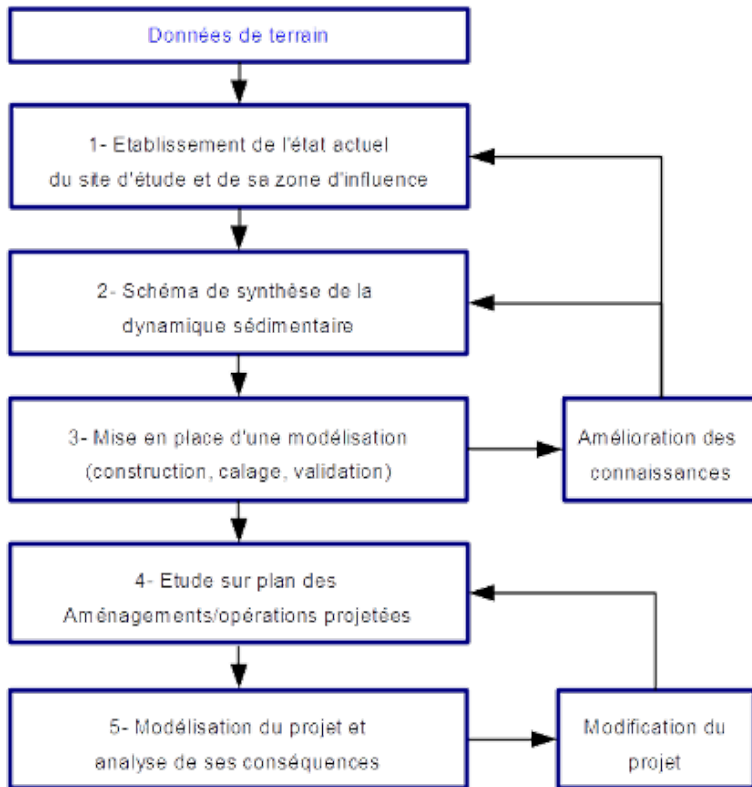 Données de terrain
1- Etablissement de l'état actuel
du site d'étude et de sa zone d'influence
2- Schéma de synthèse de la
dynamique sédimentaire
3- Mise en place d'une modélisation
(construction, calage, validation)
Amélioration des
connaissances
4- Etude sur plan des
Aménagements/opérations projetées
5- Modélisation du projet et
analyse de ses conséquences
Modification du
projet